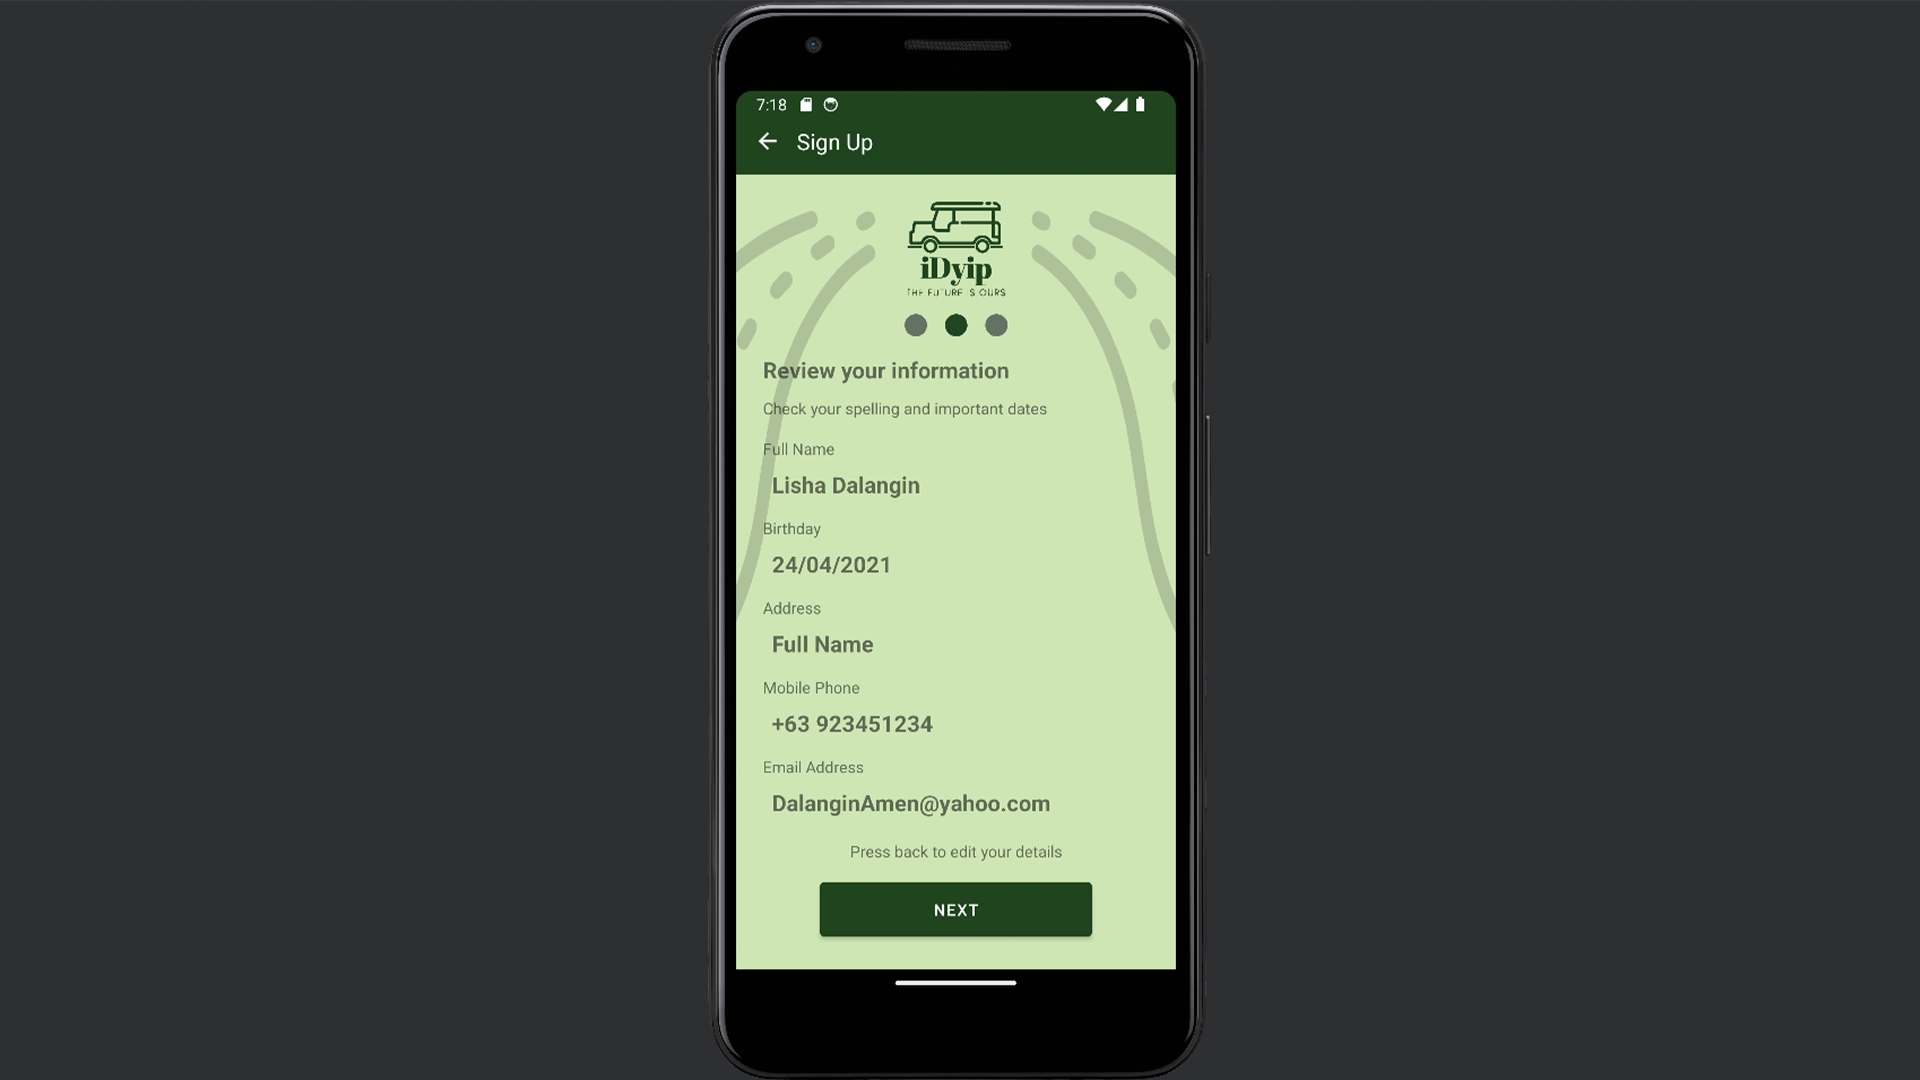 7:18
Sign Up
iDyip
THE FUTURE IS OURS
Review your information
Check your spelling and important dates
Full Name
Lisha Dalangin
Birthday
24/04/2021
Address
Full Name
Mobile Phone
+63 923451234
Email Address
DalanginAmen@yahoo.com
Press back to edit your details
NEXT